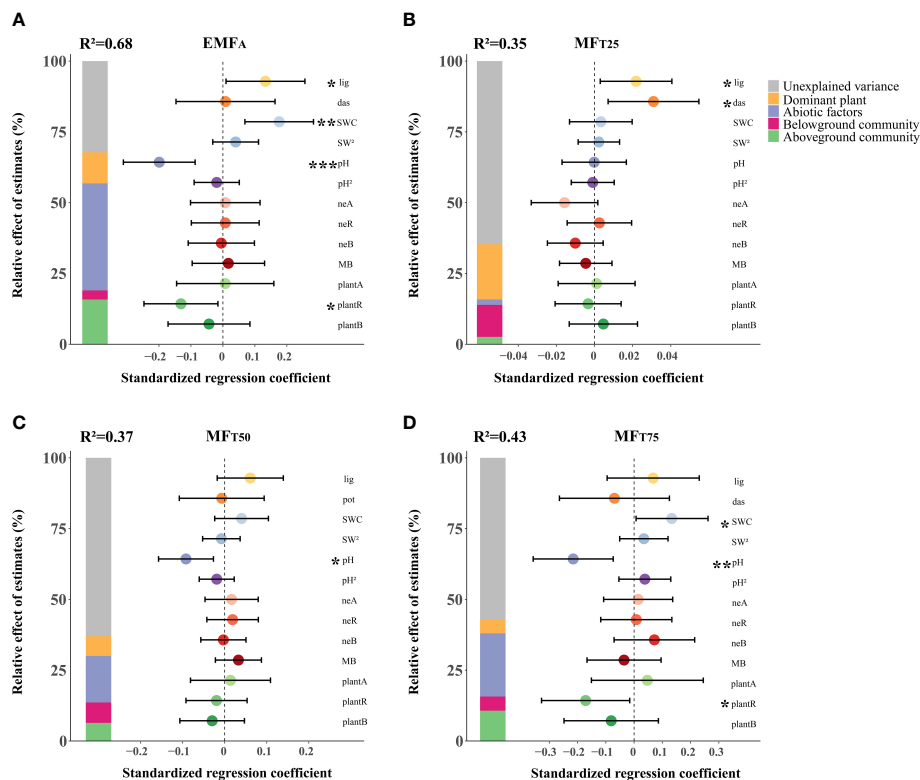 A
B
R²=0.68 EMFA
R²=0.35 MFT25
Relative effect of estimates (%)
100
75
50
25
0
* lig
das
** SWC
SW²
*** pH
pH²
neA
neR
neB
MB
plantA
* plantR
plantB
−0.2 −0.1 0 0.1 0.2
Standardized regression coefficient
Relative effect of estimates (%)
100
75
50
25
0
* lig
* das
SWC
SW²
pH
pH²
neA
neR
neB
MB
plantA
plantR
plantB
−0.04 −0.02 0 0.02 0.04
Standardized regression coefficient
Unexplained variance
Dominant plant
Abiotic factors
Belowground community
Aboveground community
C
D
R²=0.37 MFT50
R²=0.43 MFT75
Relative effect of estimates (%)
100
75
50
25
0
lig
pot
SWC
SW²
* pH
pH²
neA
neR
neB
MB
plantA
plantR
plantB
−0.2 −0.1 0 0.1 0.2
Standardized regression coefficient
Relative effect of estimates (%)
100
75
50
25
0
lig
das
* SWC
SW²
** pH
pH²
neA
neR
neB
MB
plantA
* plantR
plantB
−0.3 −0.2 −0.1 0 0.1 0.2 0.3
Standardized regression coefficient